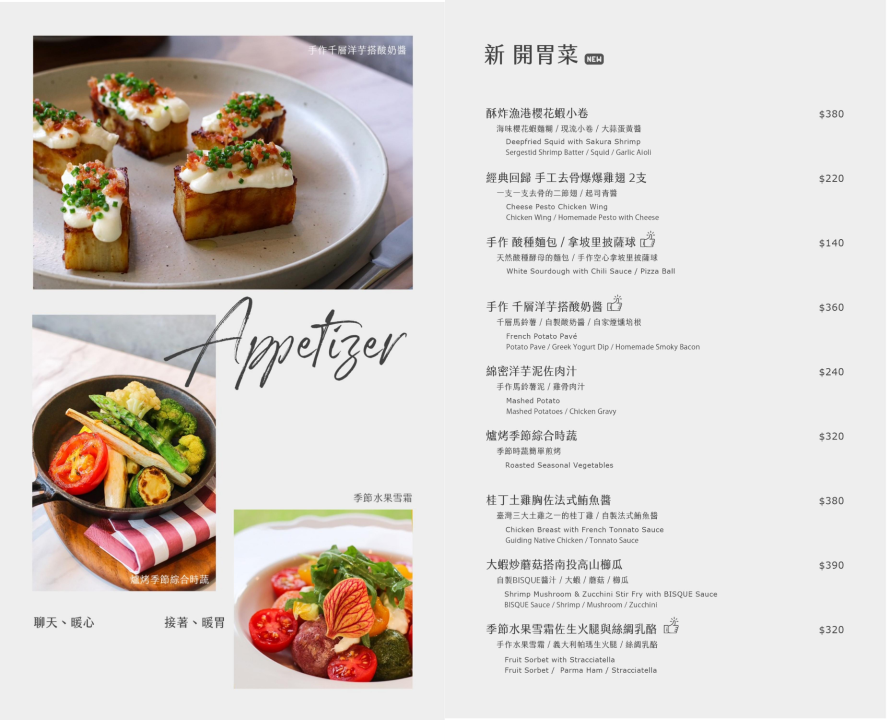 手作千層洋芋搭酸奶醬
Appetizer
爐烤季節綜合時蔬
季節水果雪霜
聊天、暖心
接著、暖胃
新 開胃菜 NEW
酥炸漁港櫻花蝦小卷 $380
海味櫻花蝦麵糊 / 現流小卷 / 大蒜蛋黃醬
Deepfried Squid with Sakura Shrimp
Sergestid Shrimp Batter / Squid / Garlic Aioli
經典回歸 手工去骨爆爆雞翅 2支 $220
一支一支去骨的二節翅 / 起司青醬
Cheese Pesto Chicken Wing
Chicken Wing / Homemade Pesto with Cheese
手作 酸種麵包 / 拿坡里披薩球 $140
天然酸種酵母的麵包 / 手作空心拿坡里披薩球
White Sourdough with Chili Sauce / Pizza Ball
手作 千層洋芋搭酸奶醬 $360
千層馬鈴薯 / 自製酸奶醬 / 自家煙燻培根
French Potato Pavé
Potato Pave / Greek Yogurt Dip / Homemade Smoky Bacon
綿密洋芋泥佐肉汁 $240
手作馬鈴薯泥 / 雞骨肉汁
Mashed Potato
Mashed Potatoes / Chicken Gravy
爐烤季節綜合時蔬 $320
季節時蔬簡單煎烤
Roasted Seasonal Vegetables
桂丁土雞胸佐法式鮪魚醬 $380
臺灣三大土雞之一的桂丁雞 / 自製法式鮪魚醬
Chicken Breast with French Tonnato Sauce
Guiding Native Chicken / Tonnato Sauce
大蝦炒蘑菇搭南投高山櫛瓜 $390
自製BISQUE醬汁 / 大蝦 / 蘑菇 / 櫛瓜
Shrimp Mushroom & Zucchini Stir Fry with BISQUE Sauce
BISQUE Sauce / Shrimp / Mushroom / Zucchini
季節水果雪霜佐生火腿與絲綢乳酪 $320
手作水果雪霜 / 義大利帕瑪生火腿 / 絲綢乳酪
Fruit Sorbet with Stracciatella
Fruit Sorbet / Parma Ham / Stracciatella